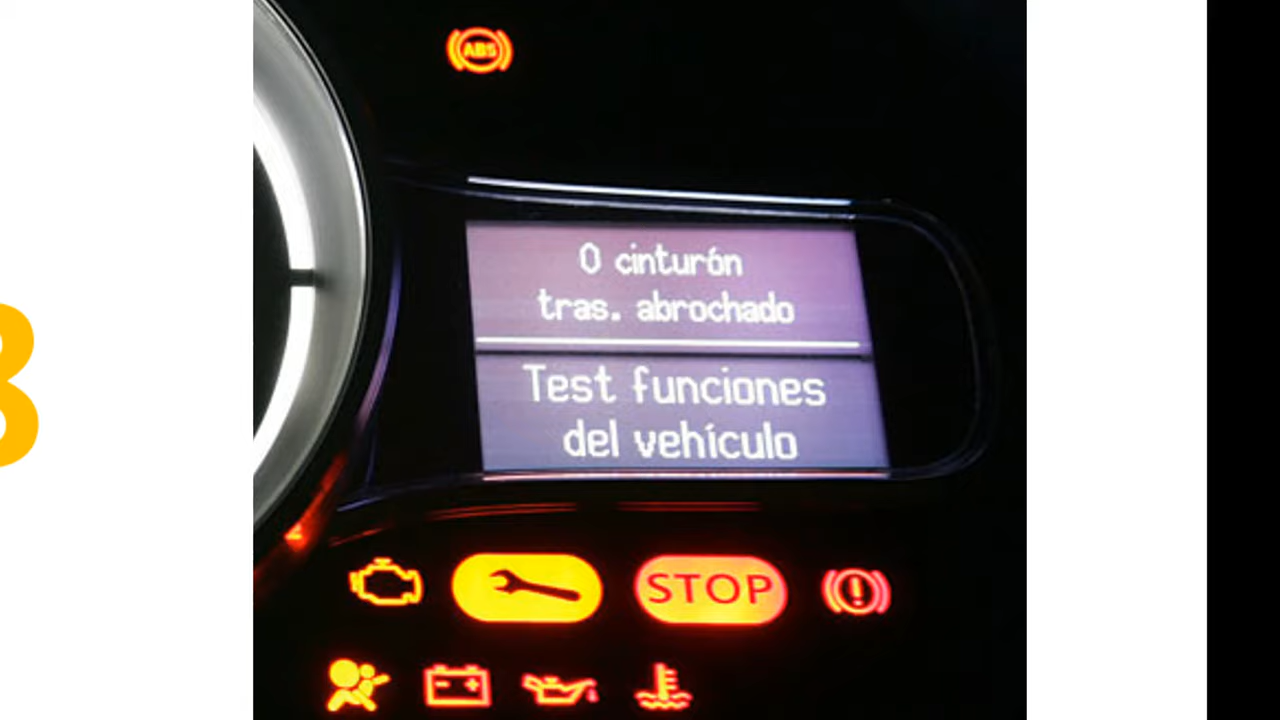 ABS
0 cinturón
tras. abrochado
Test funciones
del vehículo
STOP